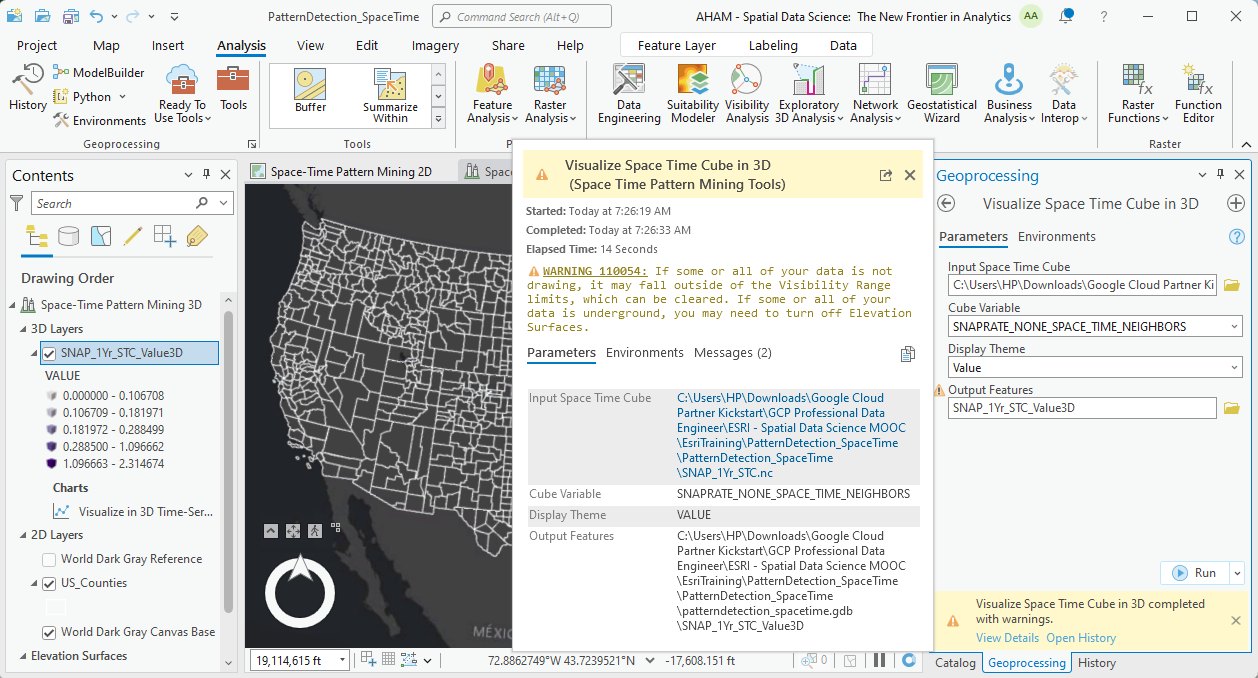 PatternDetection_SpaceTime
Command Search (Alt+Q)
AHAM - Spatial Data Science: The New Frontier in Analytics
AA
?
Project
Map
Insert
Analysis
View
Edit
Imagery
Share
Help
Feature Layer
Labeling
Data
History
ModelBuilder
Python
Environments
Ready To
Use Tools
Tools
Geoprocessing
Buffer
Summarize
Within
Tools
Feature
Analysis
Raster
Analysis
P
Data
Engineering
Suitability
Modeler
Visibility
Analysis
Exploratory
3D Analysis
Network
Analysis
Geostatistical
Wizard
Business
Analysis
Data
Interop
Raster
Functions
Function
Editor
Raster
Contents
Search
Drawing Order
Space-Time Pattern Mining 3D
3D Layers
SNAP_1Yr_STC_Value3D
VALUE
0.000000 - 0.106708
0.106709 - 0.181971
0.181972 - 0.288499
0.288500 - 1.096662
1.096663 - 2.314674
Charts
Visualize in 3D Time-Ser...
2D Layers
World Dark Gray Reference
US_Counties
World Dark Gray Canvas Base
Elevation Surfaces
Space-Time Pattern Mining 2D
Space
MÉXIC
19,114,615 ft
72.8862749°W 43.7239521°N
-17,608.151 ft
0
Visualize Space Time Cube in 3D
(Space Time Pattern Mining Tools)
Started: Today at 7:26:19 AM
Completed: Today at 7:26:33 AM
Elapsed Time: 14 Seconds
WARNING 110054: If some or all of your data is not
drawing, it may fall outside of the Visibility Range
limits, which can be cleared. If some or all of your
data is underground, you may need to turn off Elevation
Surfaces.
Parameters
Environments
Messages (2)
Input Space Time Cube
C:\Users\HP\Downloads\Google Cloud
Partner Kickstart\GCP Professional Data
Engineer\ESRI - Spatial Data Science MOOC
\EsriTraining\PatternDetection_SpaceTime
\PatternDetection_SpaceTime
\SNAP_1Yr_STC.nc
Cube Variable
SNAPRATE_NONE_SPACE_TIME_NEIGHBORS
Display Theme
VALUE
Output Features
C:\Users\HP\Downloads\Google Cloud
Partner Kickstart\GCP Professional Data
Engineer\ESRI - Spatial Data Science MOOC
\EsriTraining\PatternDetection_SpaceTime
\PatternDetection_SpaceTime
\patterndetection_spacetime.gdb
\SNAP_1Yr_STC_Value3D
Geoprocessing
Visualize Space Time Cube in 3D
Parameters
Environments
?
Input Space Time Cube
C:\Users\HP\Downloads\Google Cloud Partner Ki
Cube Variable
SNAPRATE_NONE_SPACE_TIME_NEIGHBORS
Display Theme
Value
Output Features
SNAP_1Yr_STC_Value3D
Run
Visualize Space Time Cube in 3D completed
with warnings.
View Details
Open History
Catalog
Geoprocessing
History